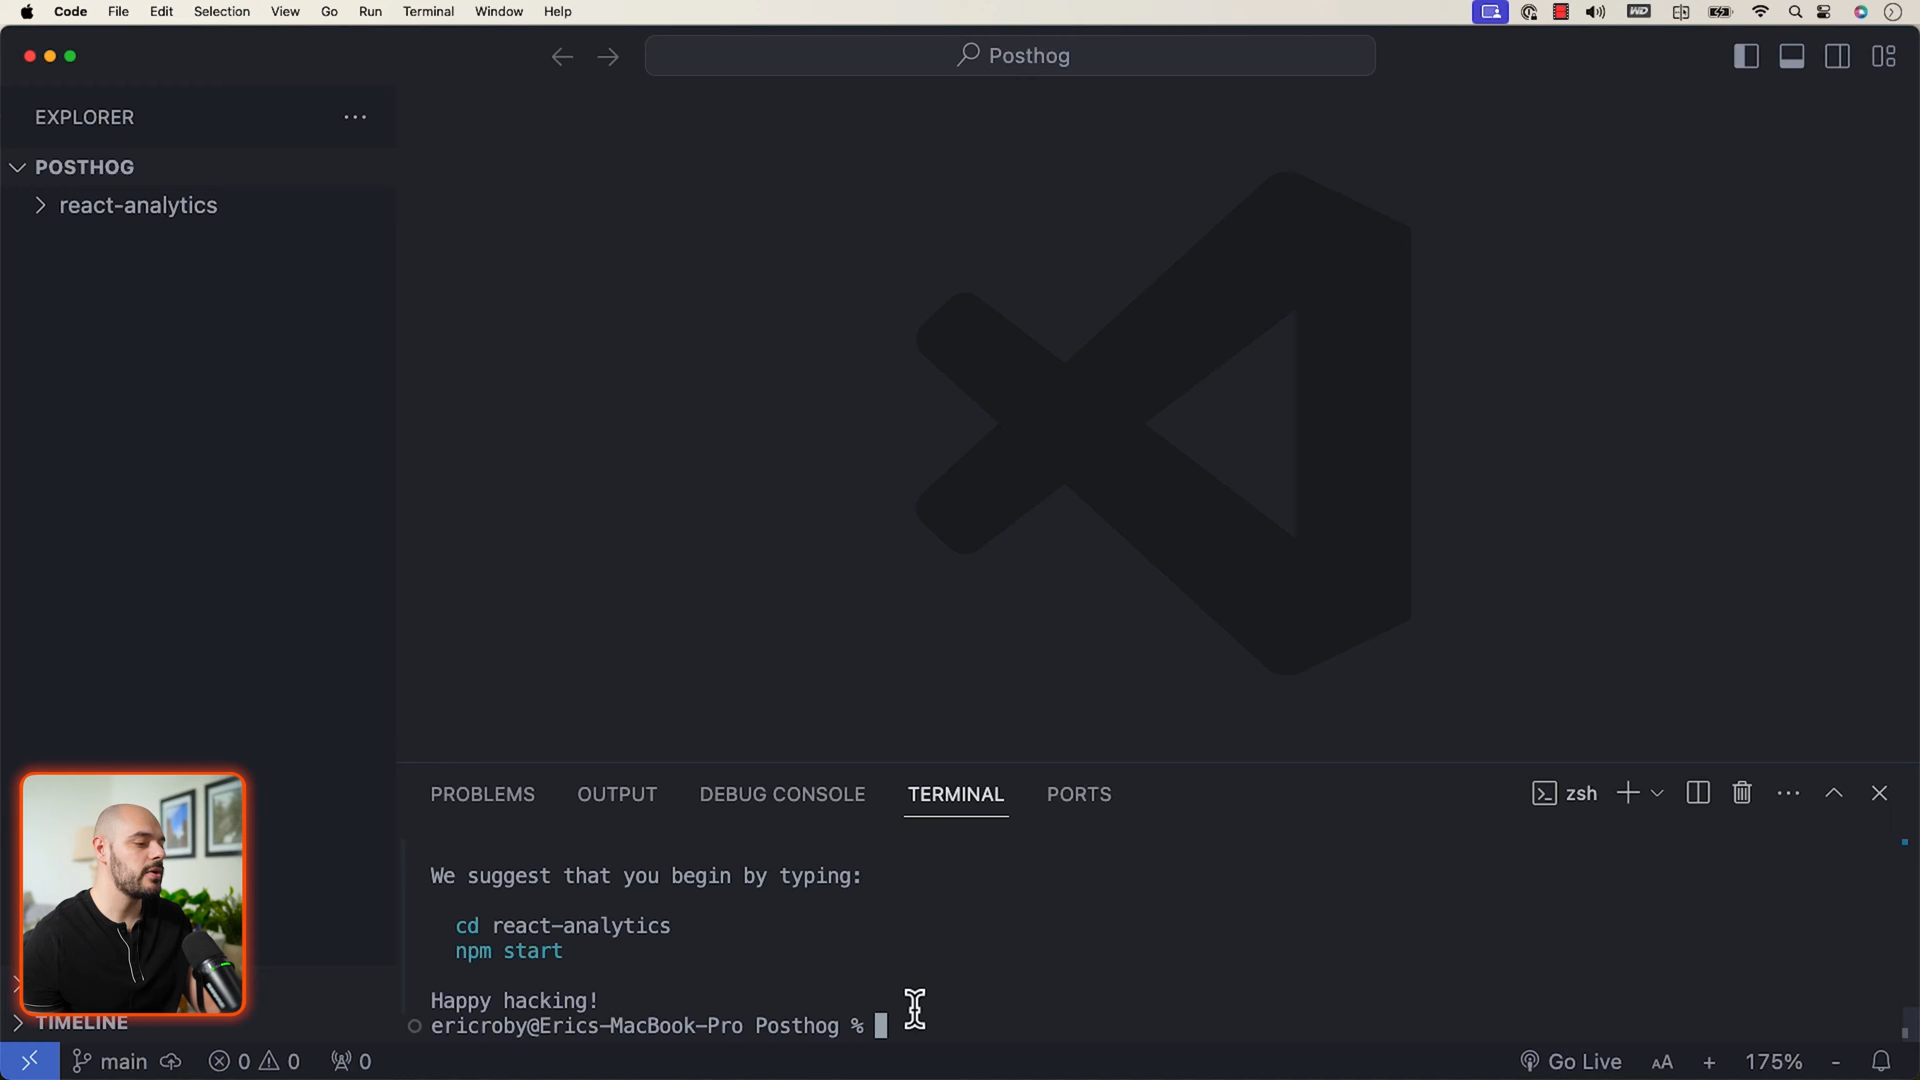 Code File Edit Selection View Go Run Terminal Window Help
WD
Posthog
EXPLORER
POSTHOG
react-analytics
PROBLEMS OUTPUT DEBUG CONSOLE TERMINAL PORTS
zsh
We suggest that you begin by typing:
cd react-analytics
npm start
Happy hacking!
ericroby@Erics-MacBook-Pro Posthog %
TIMELINE
main 0 0 0
Go Live AA + 175% -